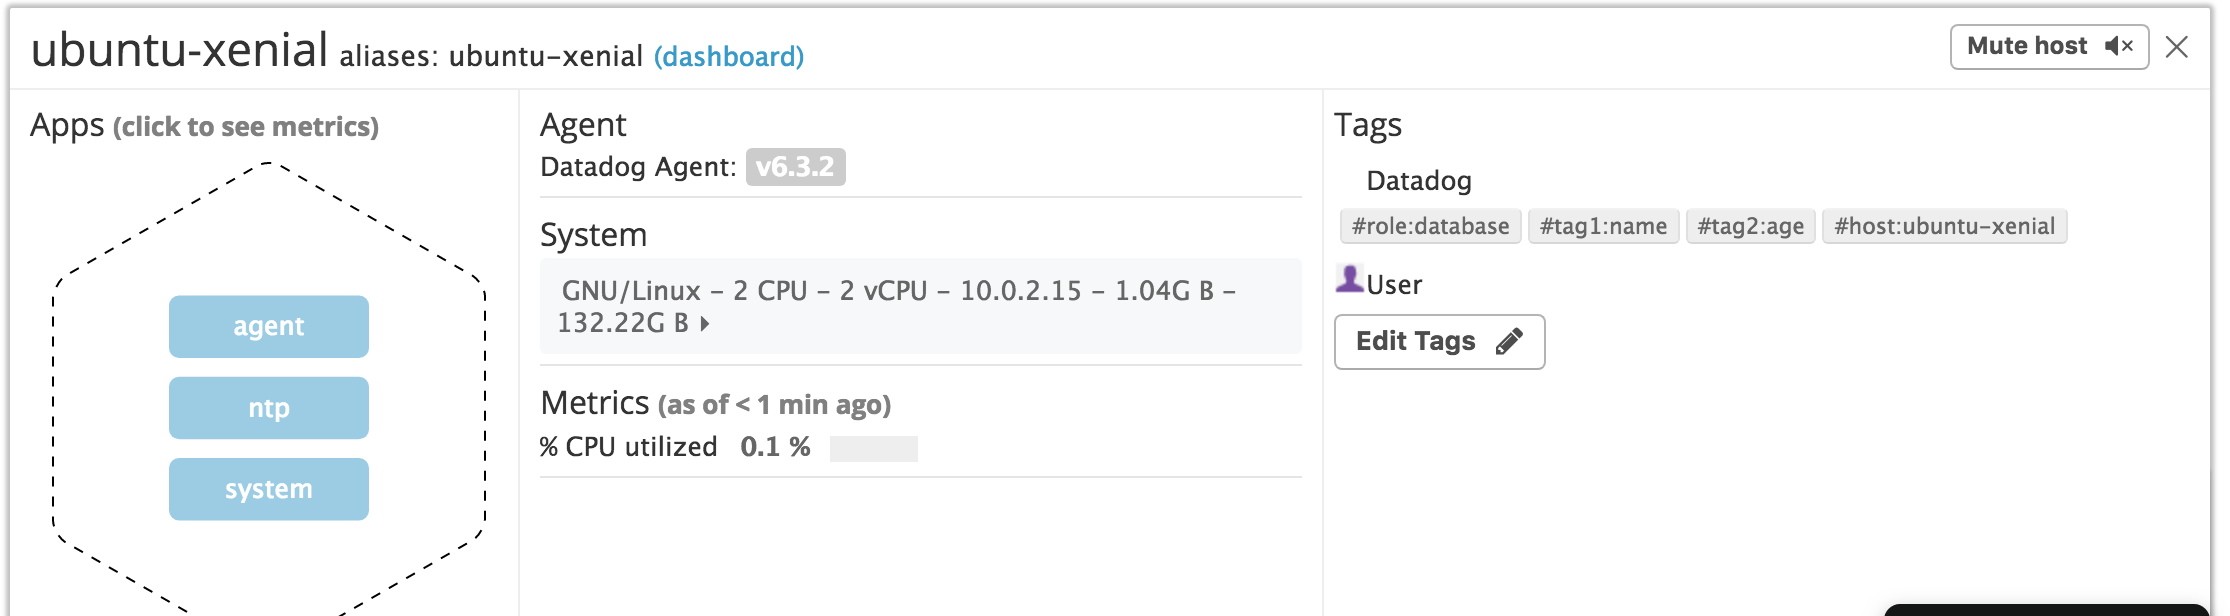 ubuntu-xenial aliases: ubuntu-xenial (dashboard)
Mute host
Apps (click to see metrics)
agent
ntp
system
Agent
Datadog Agent: v6.3.2
System
GNU/Linux – 2 CPU – 2 vCPU – 10.0.2.15 – 1.04G B –
132.22G B
Metrics (as of < 1 min ago)
% CPU utilized 0.1 %
Tags
Datadog
#role:database #tag1:name #tag2:age #host:ubuntu-xenial
User
Edit Tags